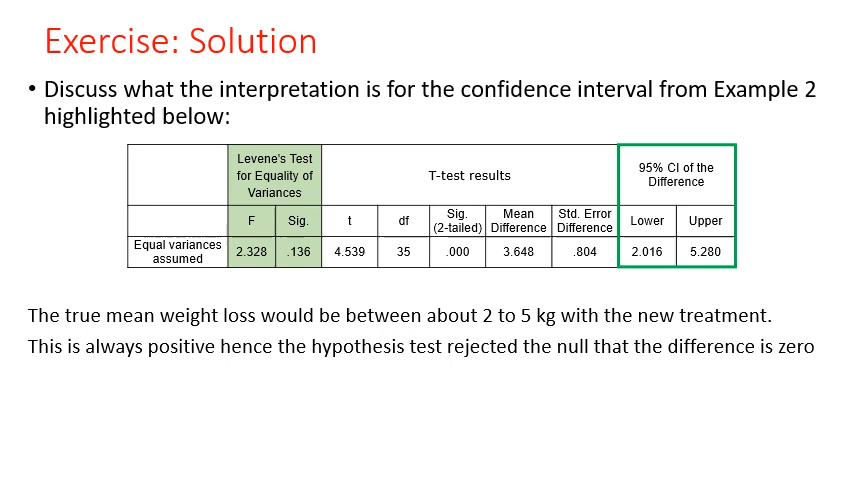 Exercise: Solution
• Discuss what the interpretation is for the confidence interval from Example 2
highlighted below:
Levene's Test
for Equality of
Variances
T-test results
95% CI of the
Difference
F
Sig.
t
df
Sig.
(2-tailed)
Mean
Difference
Std. Error
Difference
Lower
Upper
Equal variances
assumed
2.328
.136
4.539
35
.000
3.648
.804
2.016
5.280
The true mean weight loss would be between about 2 to 5 kg with the new treatment.
This is always positive hence the hypothesis test rejected the null that the difference is zero